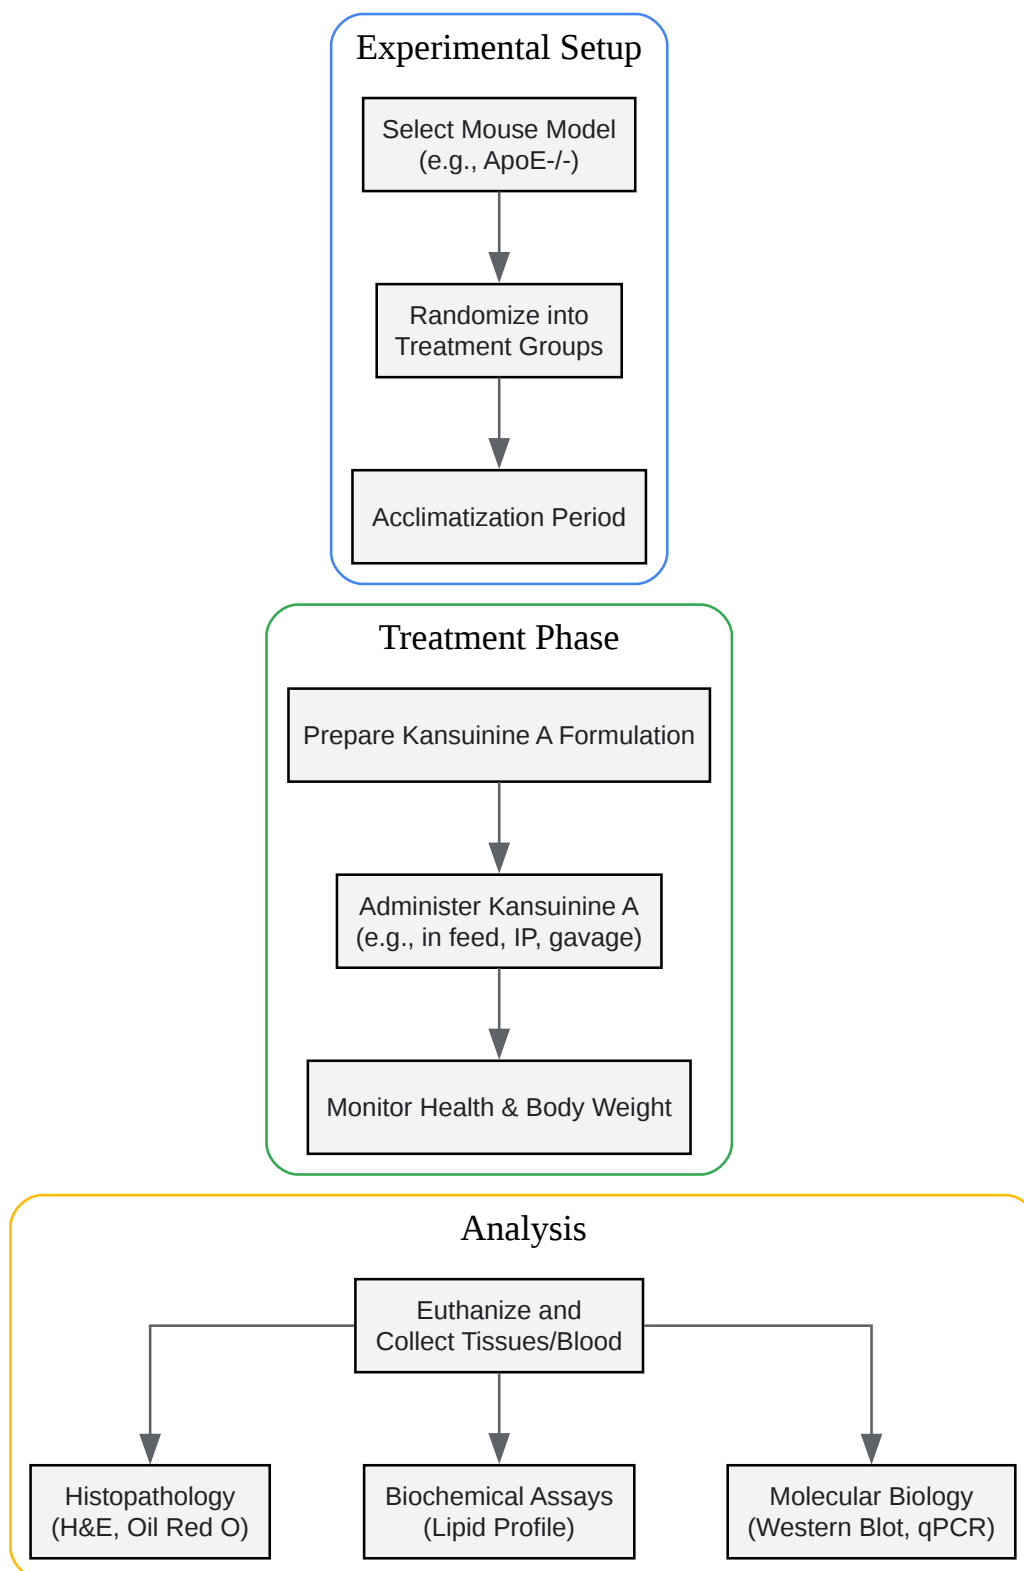 Experimental Setup
Select Mouse Model
(e.g., ApoE-/-)
Randomize into
Treatment Groups
Acclimatization Period
Treatment Phase
Prepare Kansuinine A Formulation
Administer Kansuinine A
(e.g., in feed, IP, gavage)
Monitor Health & Body Weight
Analysis
Euthanize and
Collect Tissues/Blood
Histopathology
(H&E, Oil Red O)
Biochemical Assays
(Lipid Profile)
Molecular Biology
(Western Blot, qPCR)